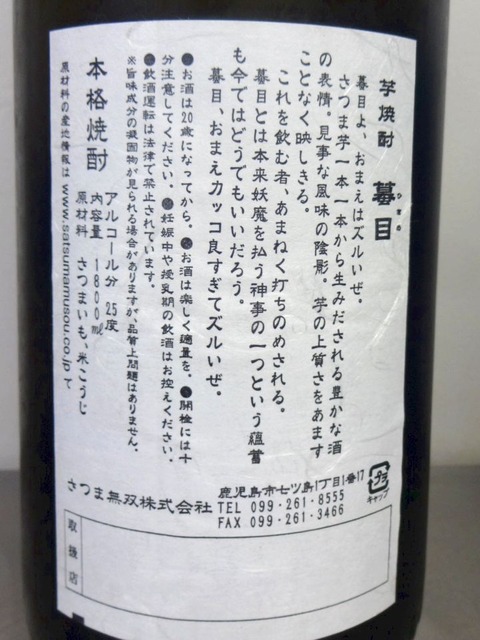 芋焼酎 蟇目
ひきめ
蟇目よ、おまえはズルいぜ。
さつま芋一本一本から生みだされる豊かな酒
の表情。見事な風味の陰影。芋の上質さをあます
ことなく映しきる。
これを飲む者、あまねく打ちのめされる。
蟇目とは本来妖魔を払う神事の一つという蘊蓄
も今ではどうでもいいだろう。
蟇目、おまえカッコ良すぎてズルいぜ。
●お酒は20歳になってから。●お酒は楽しく適量を。●開栓には十
分注意してください。●妊娠中や授乳期の飲酒はお控えください。
●飲酒運転は法律で禁止されています。
※旨味成分の凝固物が見られる場合がありますが、品質上問題はありません。
本格焼酎
アルコール分 25度
内容量 1800ml
原材料 さつまいも、米こうじ
原材料の産地情報は www.satsumamusou.co.jp で
プラ
キャップ
さつま無双株式会社
鹿児島市七ツ島1丁目1番17
TEL 099-261-8555
FAX 099-261-3466
取扱店